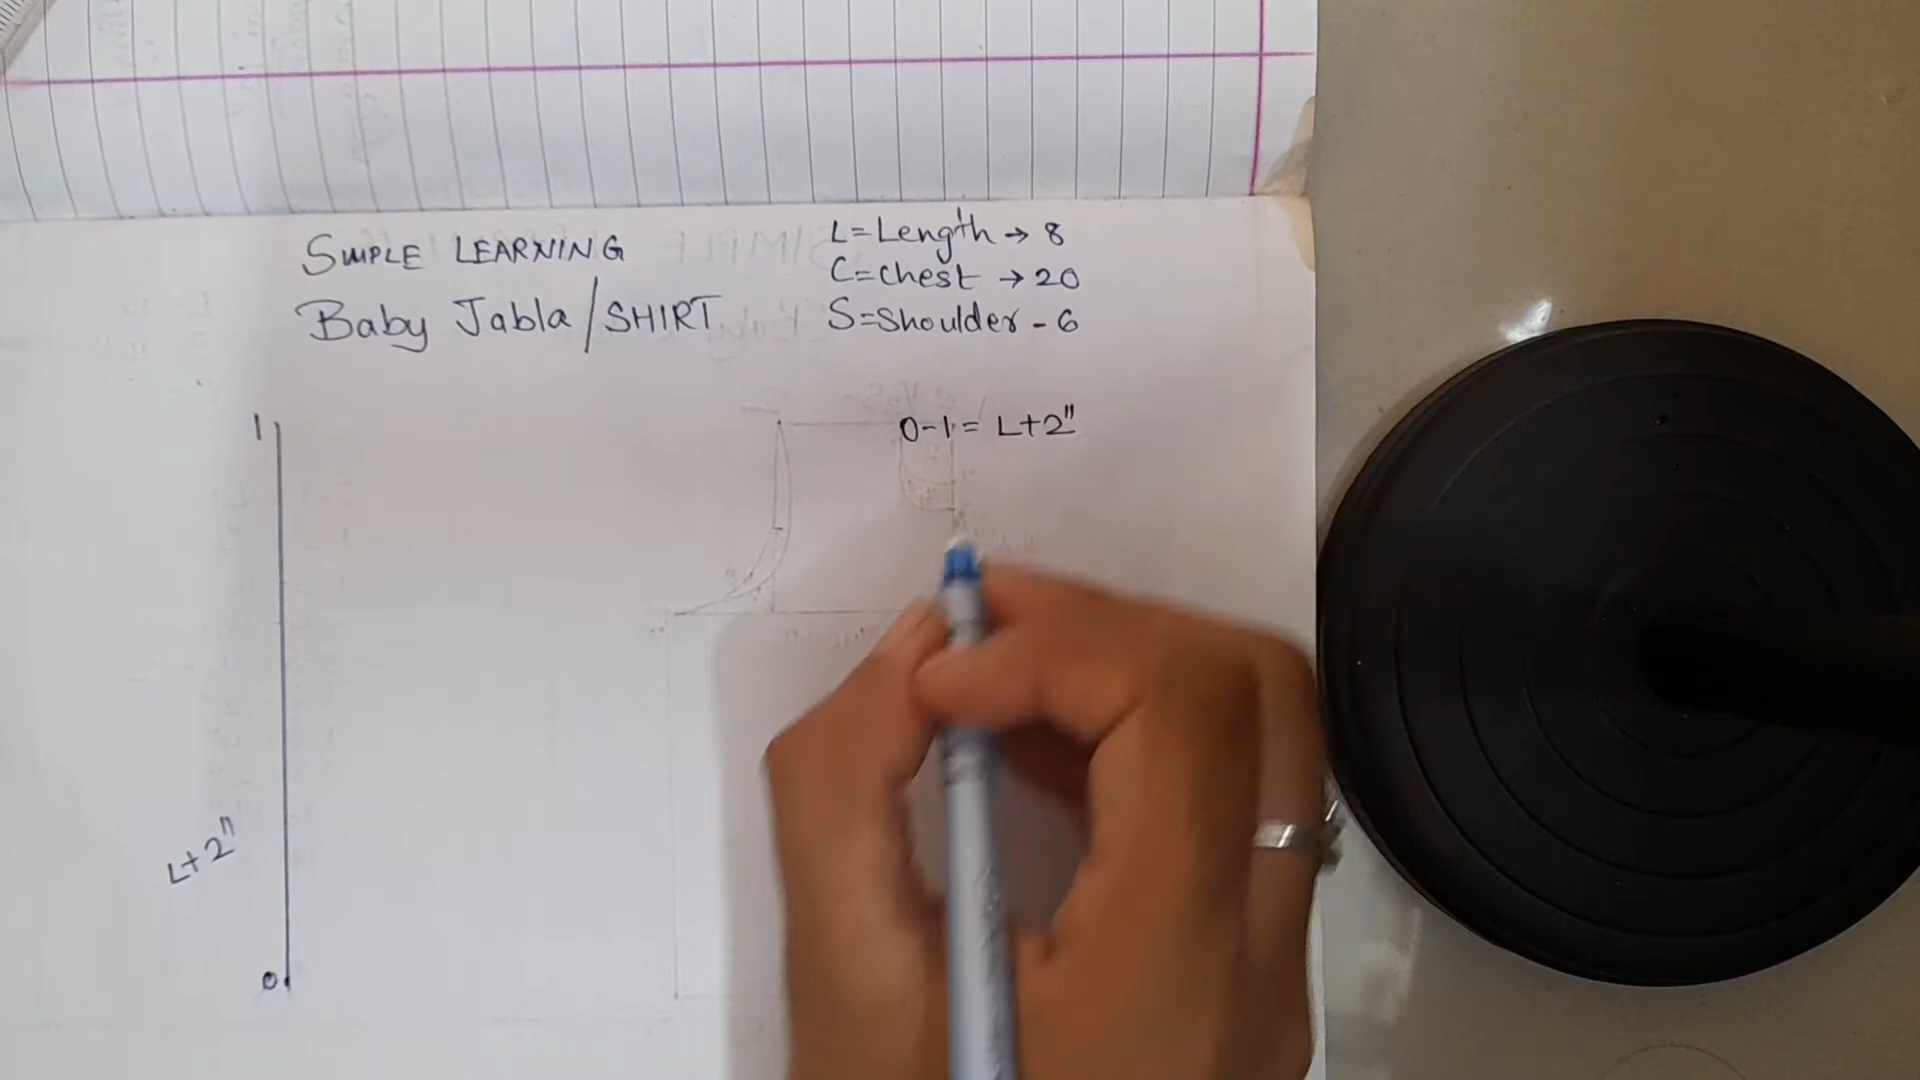 SIMPLE LEARNING
Baby Jabla/SHIRT
L=Length → 8
C=chest → 20
S=Shoulder - 6
1
0-1= L+2"
L+2"
0